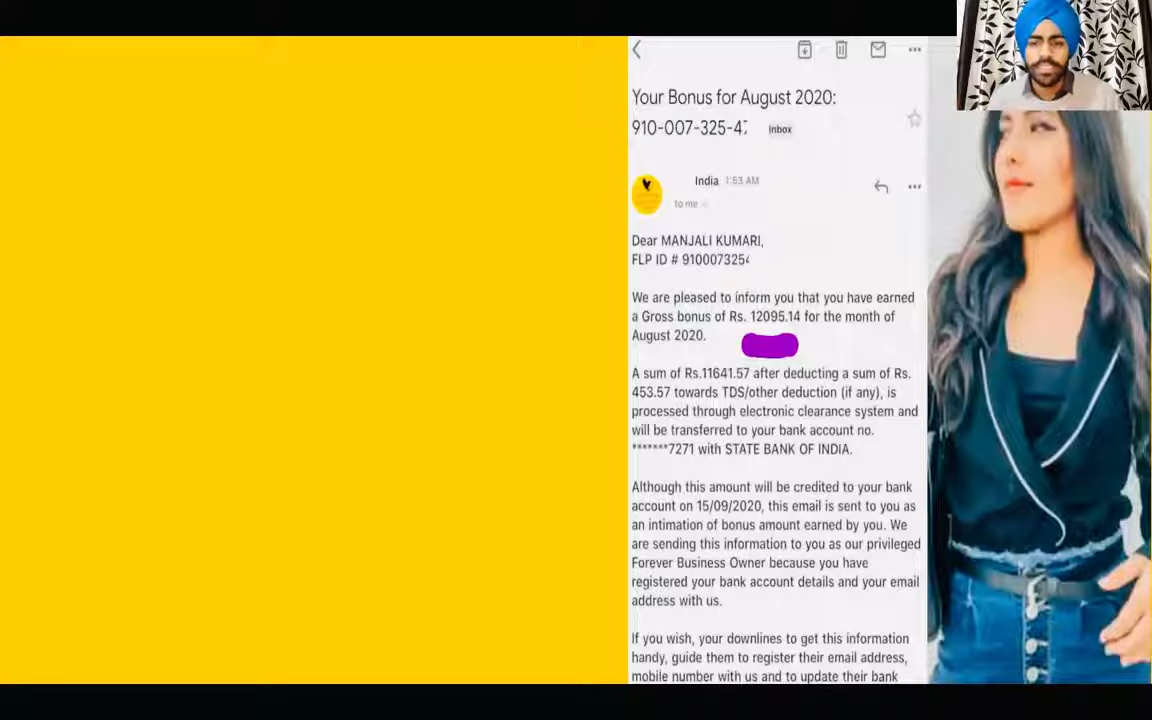 Your Bonus for August 2020:
910-007-325-47 Inbox
India 1:53 AM
to me
Dear MANJALI KUMARI,
FLP ID # 9100073254
We are pleased to inform you that you have earned
a Gross bonus of Rs. 12095.14 for the month of
August 2020.
A sum of Rs.11641.57 after deducting a sum of Rs.
453.57 towards TDS/other deduction (if any), is
processed through electronic clearance system and
will be transferred to your bank account no.
*******7271 with STATE BANK OF INDIA.
Although this amount will be credited to your bank
account on 15/09/2020, this email is sent to you as
an intimation of bonus amount earned by you. We
are sending this information to you as our privileged
Forever Business Owner because you have
registered your bank account details and your email
address with us.
If you wish, your downlines to get this information
handy, guide them to register their email address,
mobile number with us and to update their bank